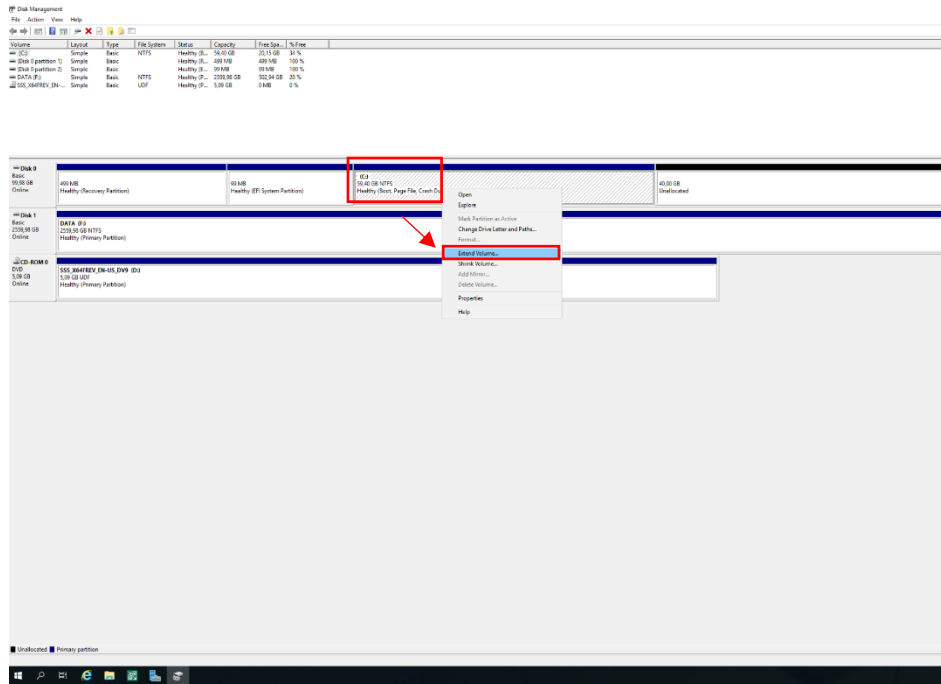 Disk Management
File Action View Help
Volume Layout Type File System Status Capacity Free Spa... % Free
(C:) Simple Basic NTFS Healthy (B... 59,40 GB 20,15 GB 34 %
(Disk 0 partition 1) Simple Basic Healthy (R... 499 MB 499 MB 100 %
(Disk 0 partition 2) Simple Basic Healthy (E... 99 MB 99 MB 100 %
DATA (F:) Simple Basic NTFS Healthy (P... 2559,98 GB 502,94 GB 20 %
SSS_X64FREV_EN-... Simple Basic UDF Healthy (P... 5,09 GB 0 MB 0 %
Disk 0
Basic
99,98 GB
Online
499 MB
Healthy (Recovery Partition)
99 MB
Healthy (EFI System Partition)
(C:)
59,40 GB NTFS
Healthy (Boot, Page File, Crash Du
40,00 GB
Unallocated
Disk 1
Basic
2559,98 GB
Online
DATA (F:)
2559,98 GB NTFS
Healthy (Primary Partition)
CD-ROM 0
DVD
5,09 GB
Online
SSS_X64FREV_EN-US_DV9 (D:)
5,09 GB UDF
Healthy (Primary Partition)
Open
Explore
Mark Partition as Active
Change Drive Letter and Paths...
Format...
Extend Volume...
Shrink Volume...
Add Mirror...
Delete Volume...
Properties
Help
Unallocated Primary partition